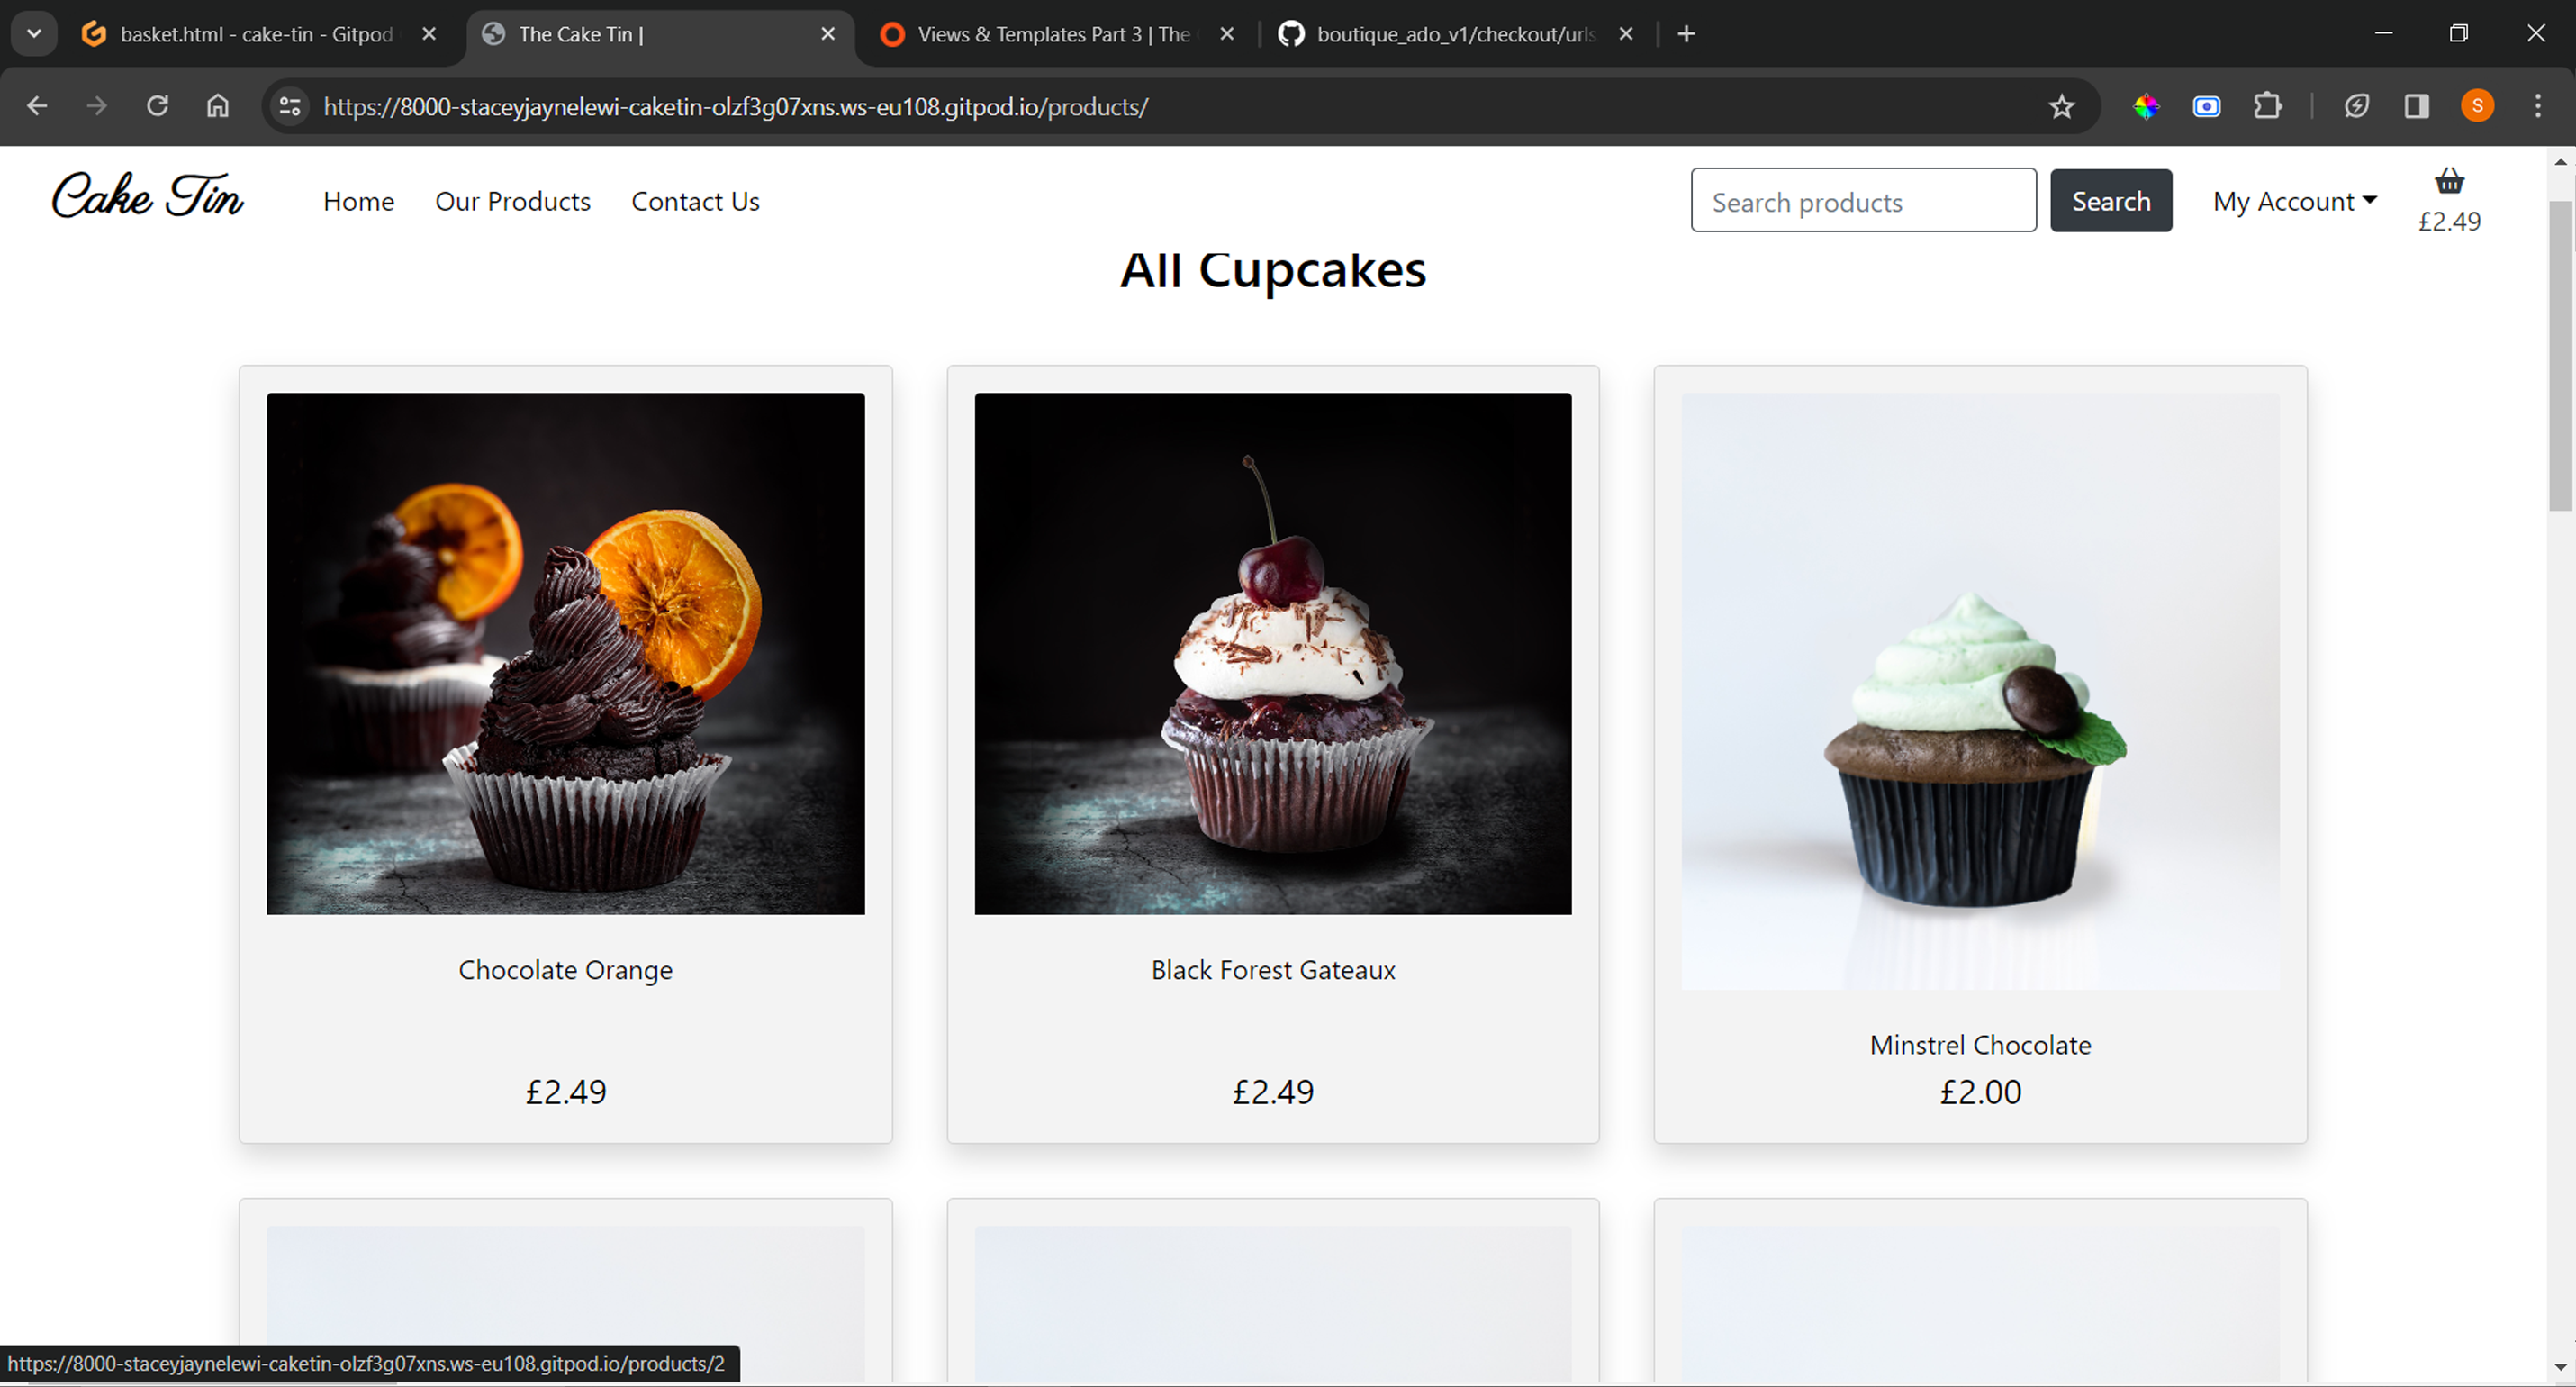 basket.html - cake-tin - Gitpod
The Cake Tin |
Views & Templates Part 3 | The
boutique_ado_v1/checkout/urls
https://8000-staceyjaynelewi-caketin-olzf3g07xns.ws-eu108.gitpod.io/products/
S
Cake Tin
Home
Our Products
Contact Us
Search products
Search
My Account
£2.49
All Cupcakes
Chocolate Orange
£2.49
Black Forest Gateaux
£2.49
Minstrel Chocolate
£2.00
https://8000-staceyjaynelewi-caketin-olzf3g07xns.ws-eu108.gitpod.io/products/2